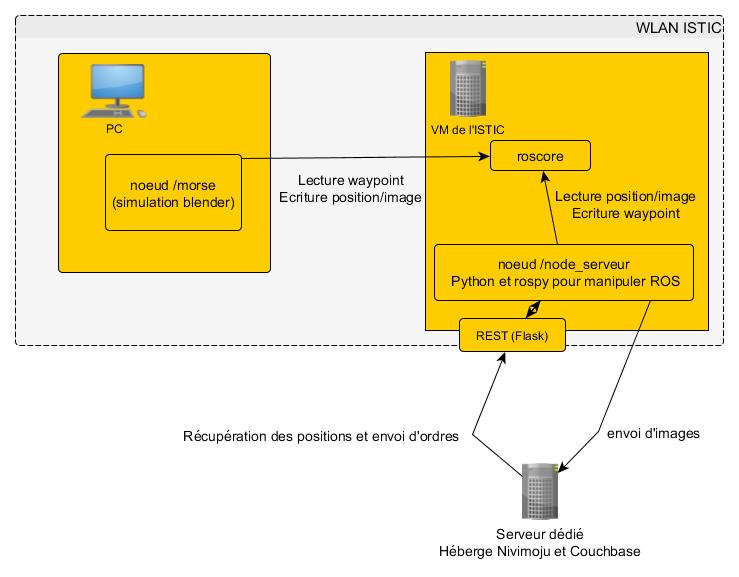 WLAN ISTIC
PC
VM de l'ISTIC
noeud /morse
(simulation blender)
Lecture waypoint
Ecriture position/image
roscore
Lecture position/image
Ecriture waypoint
noeud /node_serveur
Python et rospy pour manipuler ROS
REST (Flask)
Récupération des positions et envoi d'ordres
envoi d'images
Serveur dédié
Héberge Nivimoju et Couchbase